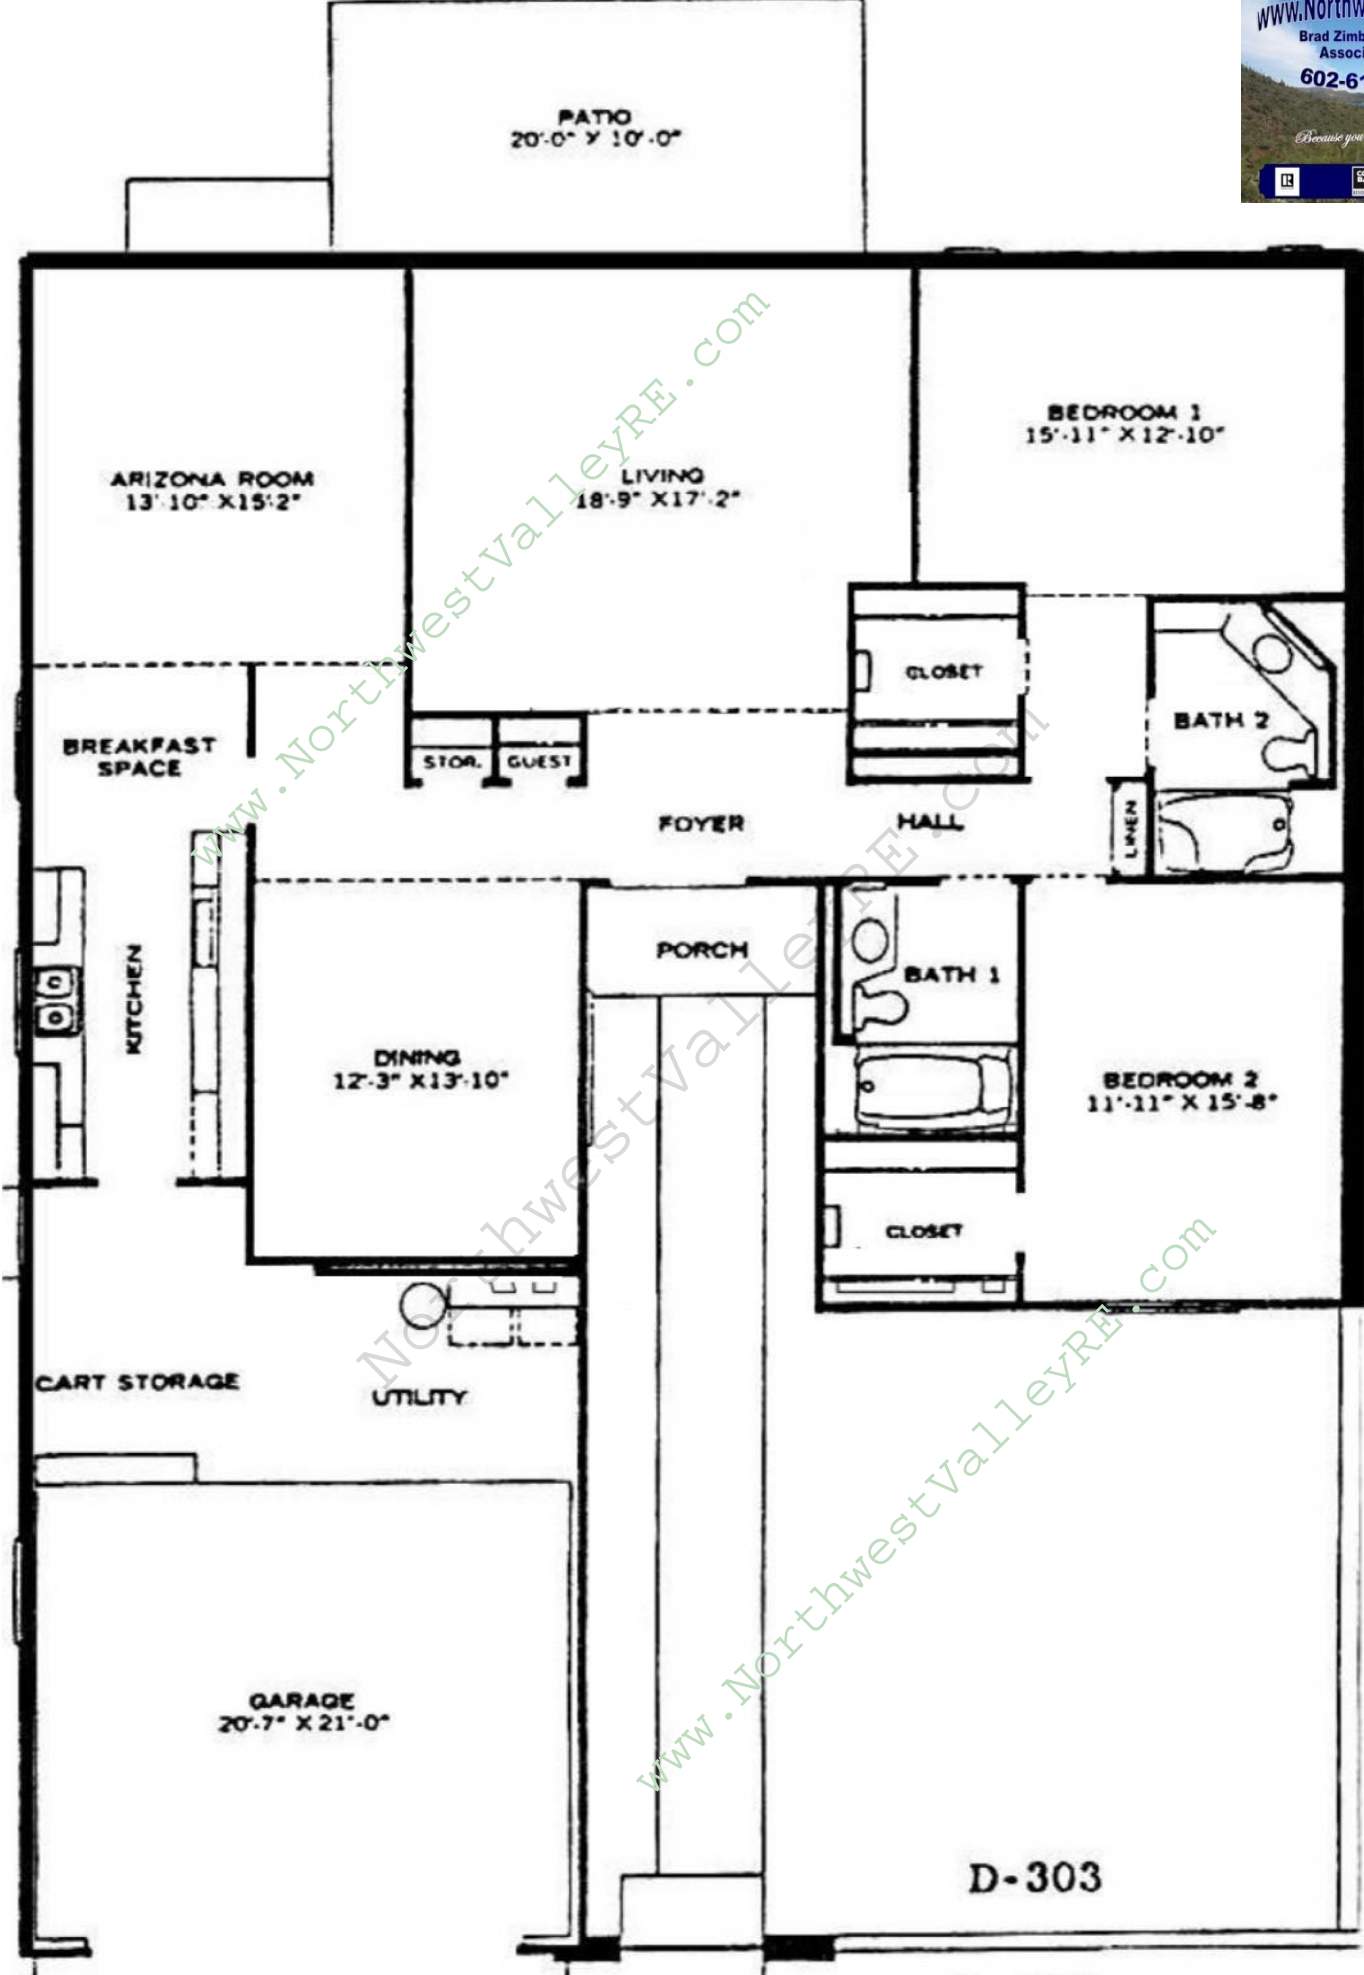 www.Northw
Brad Zimb
Associ
602-61
Because you
PATIO
20'-0" X 10'-0"
BEDROOM 1
15'-11" X 12'-10"
ARIZONA ROOM
13'-10" X 15'-2"
LIVING
18'-9" X 17'-2"
CLOSET
BATH 2
BREAKFAST
SPACE
STOR.
GUEST
FOYER
HALL
LINEN
KITCHEN
PORCH
BATH 1
DINING
12'-3" X 13'-10"
BEDROOM 2
11'-11" X 15'-8"
CLOSET
CART STORAGE
UTILITY
GARAGE
20'-7" X 21'-0"
D-303
www.NorthwestValleyRE.com
NorthwestValleyRE.com
www.NorthwestValleyRE.com